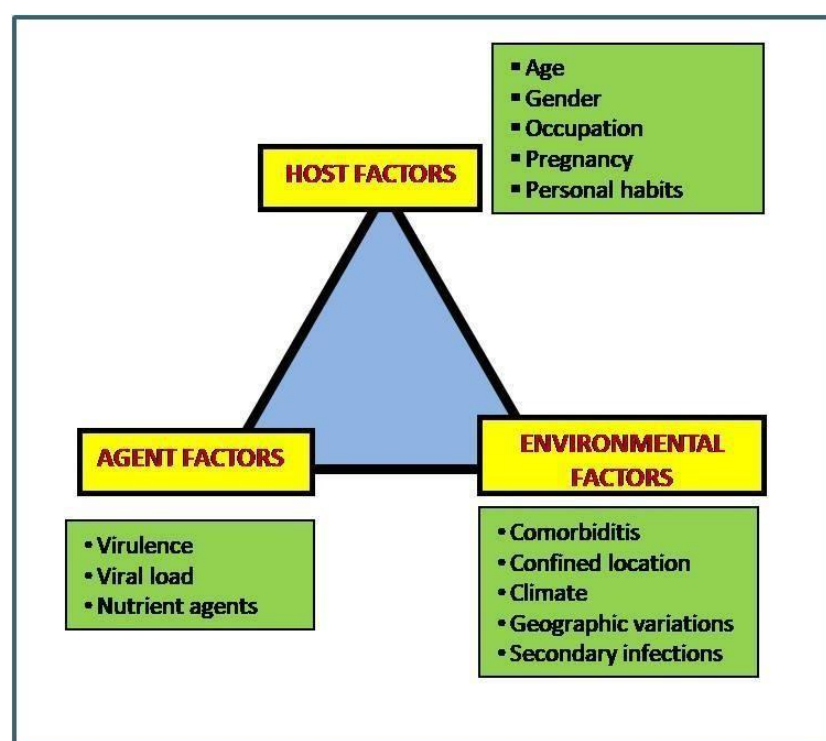 ▪ Age
▪ Gender
▪ Occupation
▪ Pregnancy
▪ Personal habits
HOST FACTORS
AGENT FACTORS
• Virulence
• Viral load
• Nutrient agents
ENVIRONMENTAL
FACTORS
• Comorbiditis
• Confined location
• Climate
• Geographic variations
• Secondary infections